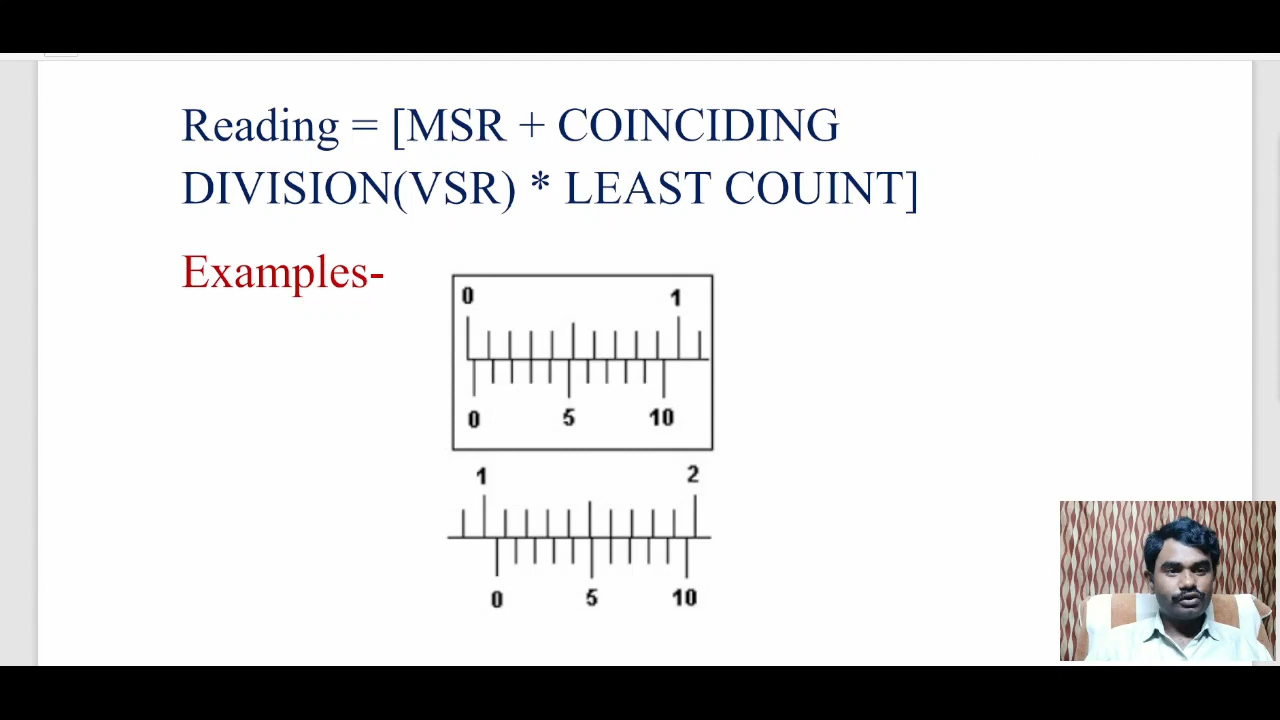 Reading = [MSR + COINCIDING
DIVISION(VSR) * LEAST COUINT]
Examples-
0 1
0 5 10
1 2
0 5 10